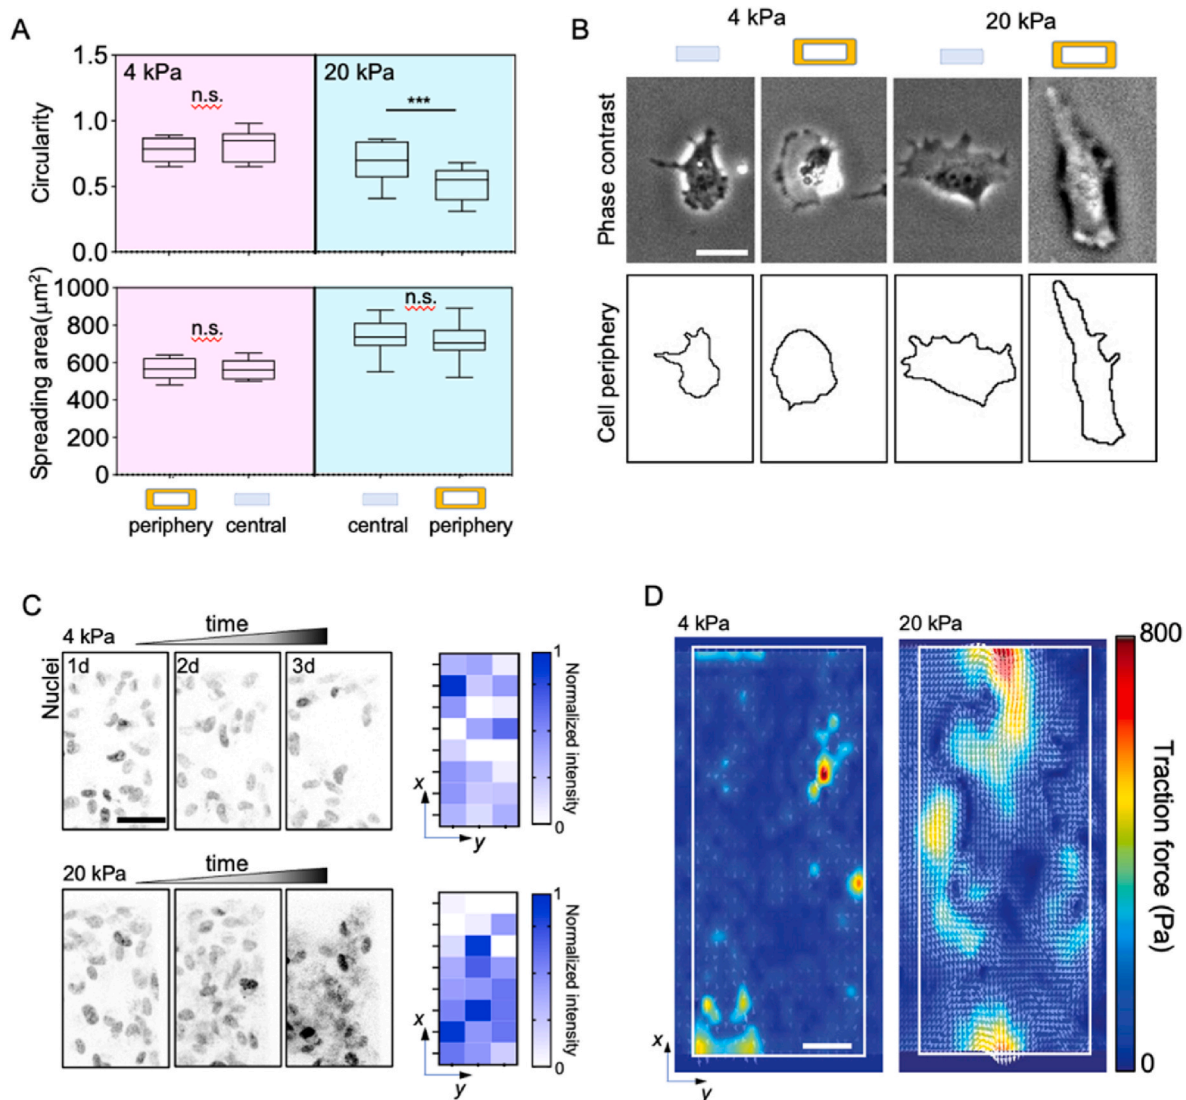 A
1.5
1.0
0.5
0.0
Circularity
4 kPa
n.s.
20 kPa
***
1000
800
600
400
200
0
Spreading area(μm²)
n.s.
n.s.
periphery
central
central
periphery
B
4 kPa
20 kPa
Phase contrast
Cell periphery
C
4 kPa
time
Nuclei
1d
2d
3d
x
y
1
0
Normalized intensity
20 kPa
time
x
y
1
0
Normalized intensity
D
4 kPa
20 kPa
800
0
Traction force (Pa)
x
y